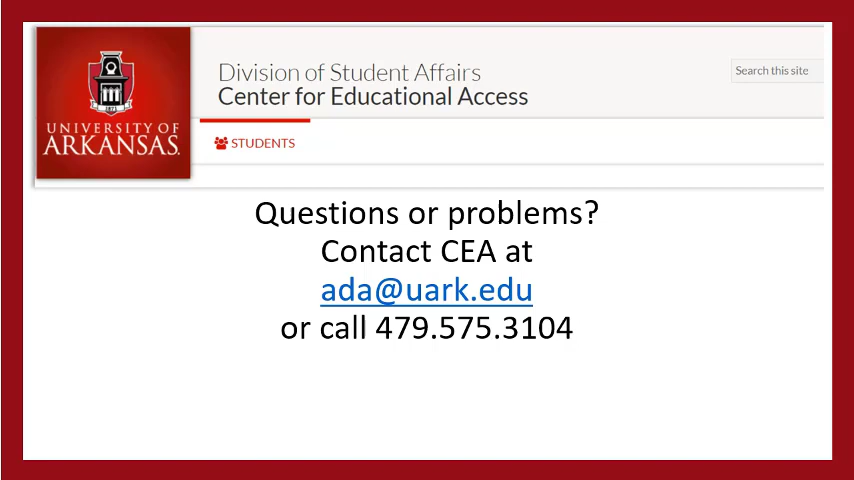 Division of Student Affairs
Center for Educational Access
Search this site
1871
UNIVERSITY OF
ARKANSAS.
STUDENTS
Questions or problems?
Contact CEA at
ada@uark.edu
or call 479.575.3104